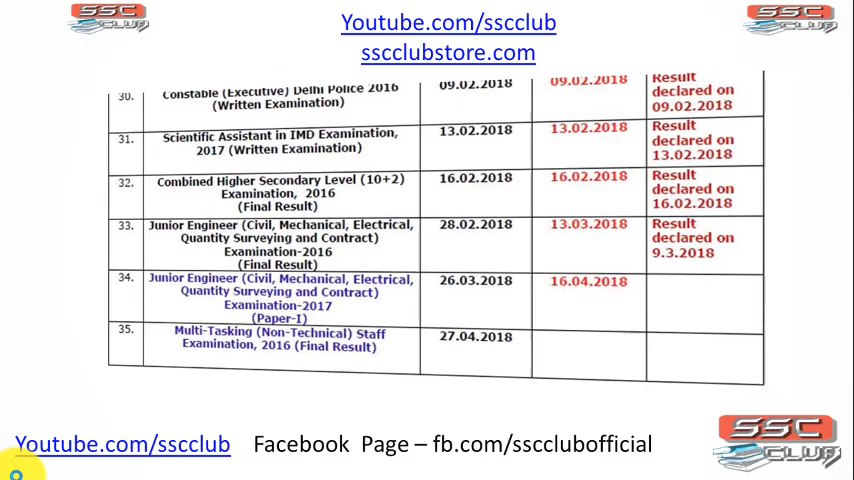 SSC
CLUB
Youtube.com/sscclub
sscclubstore.com
SSC
CLUB
30.
Constable (Executive) Delhi Police 2016
(Written Examination)
09.02.2018
09.02.2018
Result
declared on
09.02.2018
31.
Scientific Assistant in IMD Examination,
2017 (Written Examination)
13.02.2018
13.02.2018
Result
declared on
13.02.2018
32.
Combined Higher Secondary Level (10+2)
Examination, 2016
(Final Result)
16.02.2018
16.02.2018
Result
declared on
16.02.2018
33.
Junior Engineer (Civil, Mechanical, Electrical,
Quantity Surveying and Contract)
Examination-2016
(Final Result)
28.02.2018
13.03.2018
Result
declared on
9.3.2018
34.
Junior Engineer (Civil, Mechanical, Electrical,
Quantity Surveying and Contract)
Examination-2017
(Paper-I)
26.03.2018
16.04.2018
35.
Multi-Tasking (Non-Technical) Staff
Examination, 2016 (Final Result)
27.04.2018
Youtube.com/sscclub Facebook Page – fb.com/sscclubofficial
SSC
CLUB